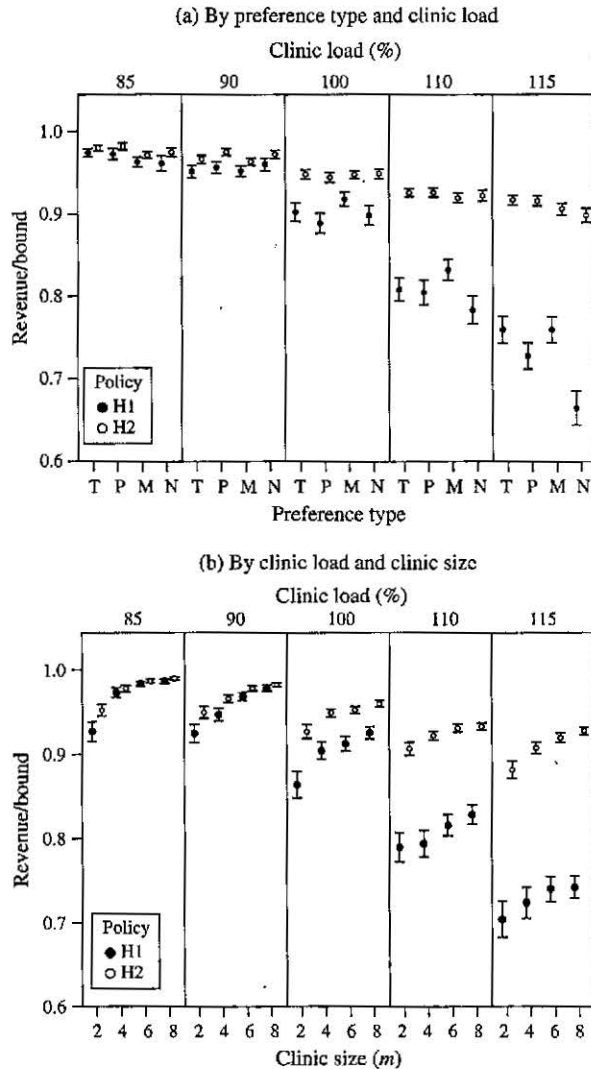 (a) By preference type and clinic load
Clinic load (%)
85 90 100 110 115
1.0
0.9
0.8
0.7
0.6
Revenue/bound
Policy
H1
H2
T P M N T P M N T P M N T P M N T P M N
Preference type
(b) By clinic load and clinic size
Clinic load (%)
85 90 100 110 115
1.0
0.9
0.8
0.7
0.6
Revenue/bound
Policy
H1
H2
2 4 6 8 2 4 6 8 2 4 6 8 2 4 6 8 2 4 6 8
Clinic size (m)